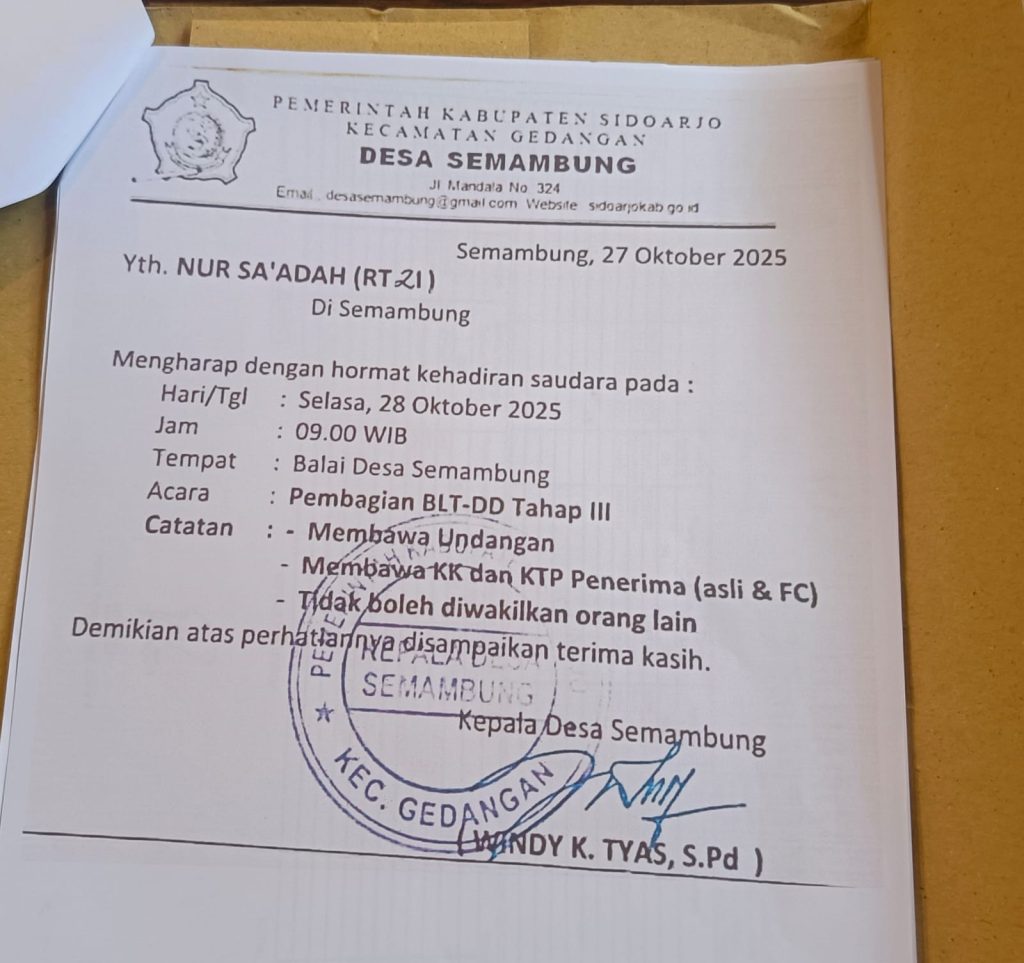 PEMERINTAH KABUPATEN SIDOARJO
KECAMATAN GEDANGAN
DESA SEMAMBUNG
Jl Mandala No 324
Email . desasemambung@gmail com Website sidoarjokab go id
Semambung, 27 Oktober 2025
Yth. NUR SA'ADAH (RT 21)
Di Semambung
Mengharap dengan hormat kehadiran saudara pada :
Hari/Tgl : Selasa, 28 Oktober 2025
Jam : 09.00 WIB
Tempat : Balai Desa Semambung
Acara : Pembagian BLT-DD Tahap III
Catatan : - Membawa Undangan
- Membawa KK dan KTP Penerima (asli & FC)
- Tidak boleh diwakilkan orang lain
Demikian atas perhatiannya disampaikan terima kasih.
Kepala Desa Semambung
KEPALA DESA
SEMAMBUNG
KEC. GEDANGAN
( WINDY K. TYAS, S.Pd )